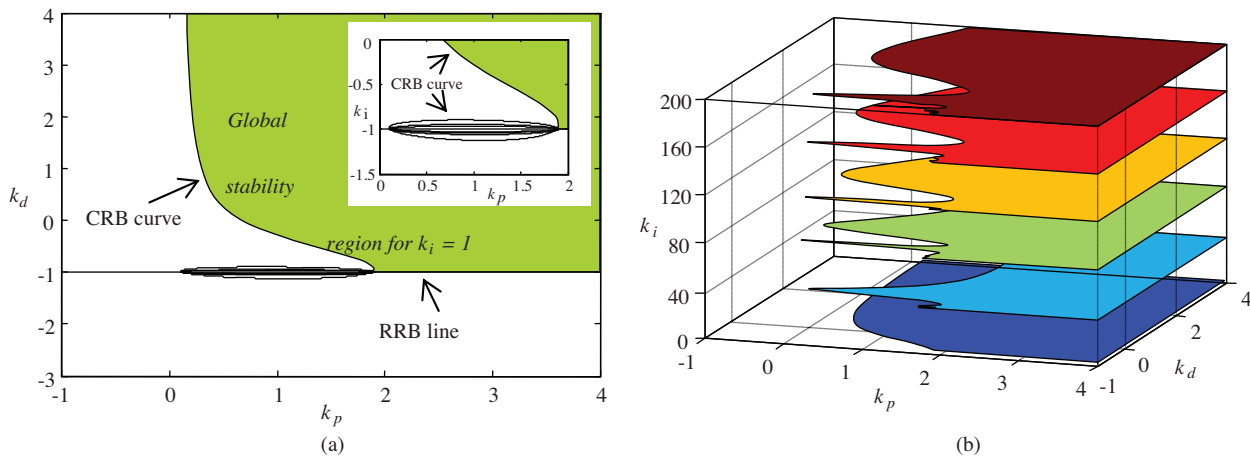 4
3
2
1
0
-1
-2
-3
k_d
-1
0
1
2
3
4
k_p
Global
stability
region for k_i = 1
CRB curve
RRB line
0
-0.5
-1
-1.5
k_i
CRB curve
0
0.5
1
1.5
2
k_p
(a)
200
160
120
80
40
0
k_i
-1
0
1
2
3
4
k_p
-1
0
2
4
k_d
(b)